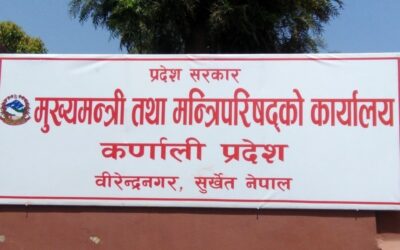 प्रदेश सरकार
मुख्यमन्त्री तथा मन्त्रिपरिषद्को कार्यालय
कर्णाली प्रदेश
वीरेन्द्रनगर, सुर्खेत नेपाल